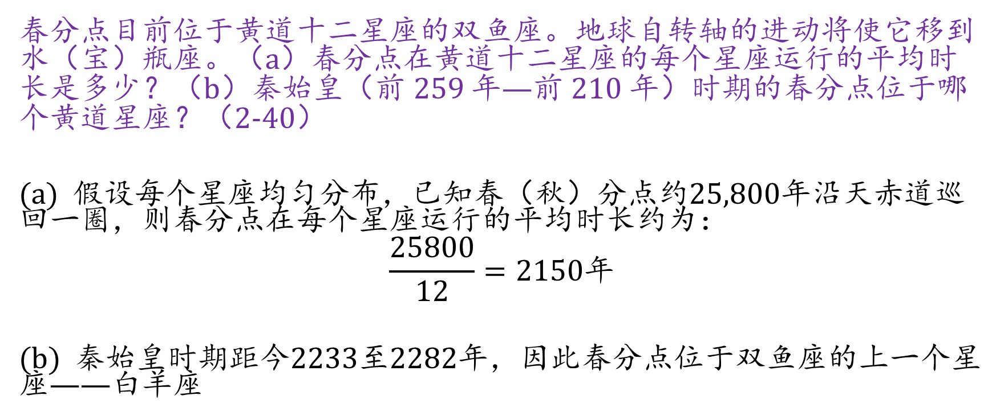 春分点目前位于黄道十二星座的双鱼座。地球自转轴的进动将使它移到
水（宝）瓶座。（a）春分点在黄道十二星座的每个星座运行的平均时
长是多少？（b）秦始皇（前 259 年—前 210 年）时期的春分点位于哪
个黄道星座？（2-40）
(a) 假设每个星座均匀分布，已知春（秋）分点约25,800年沿天赤道巡
回一圈，则春分点在每个星座运行的平均时长约为：
25800
—— = 2150年
12
(b) 秦始皇时期距今2233至2282年，因此春分点位于双鱼座的上一个星
座——白羊座